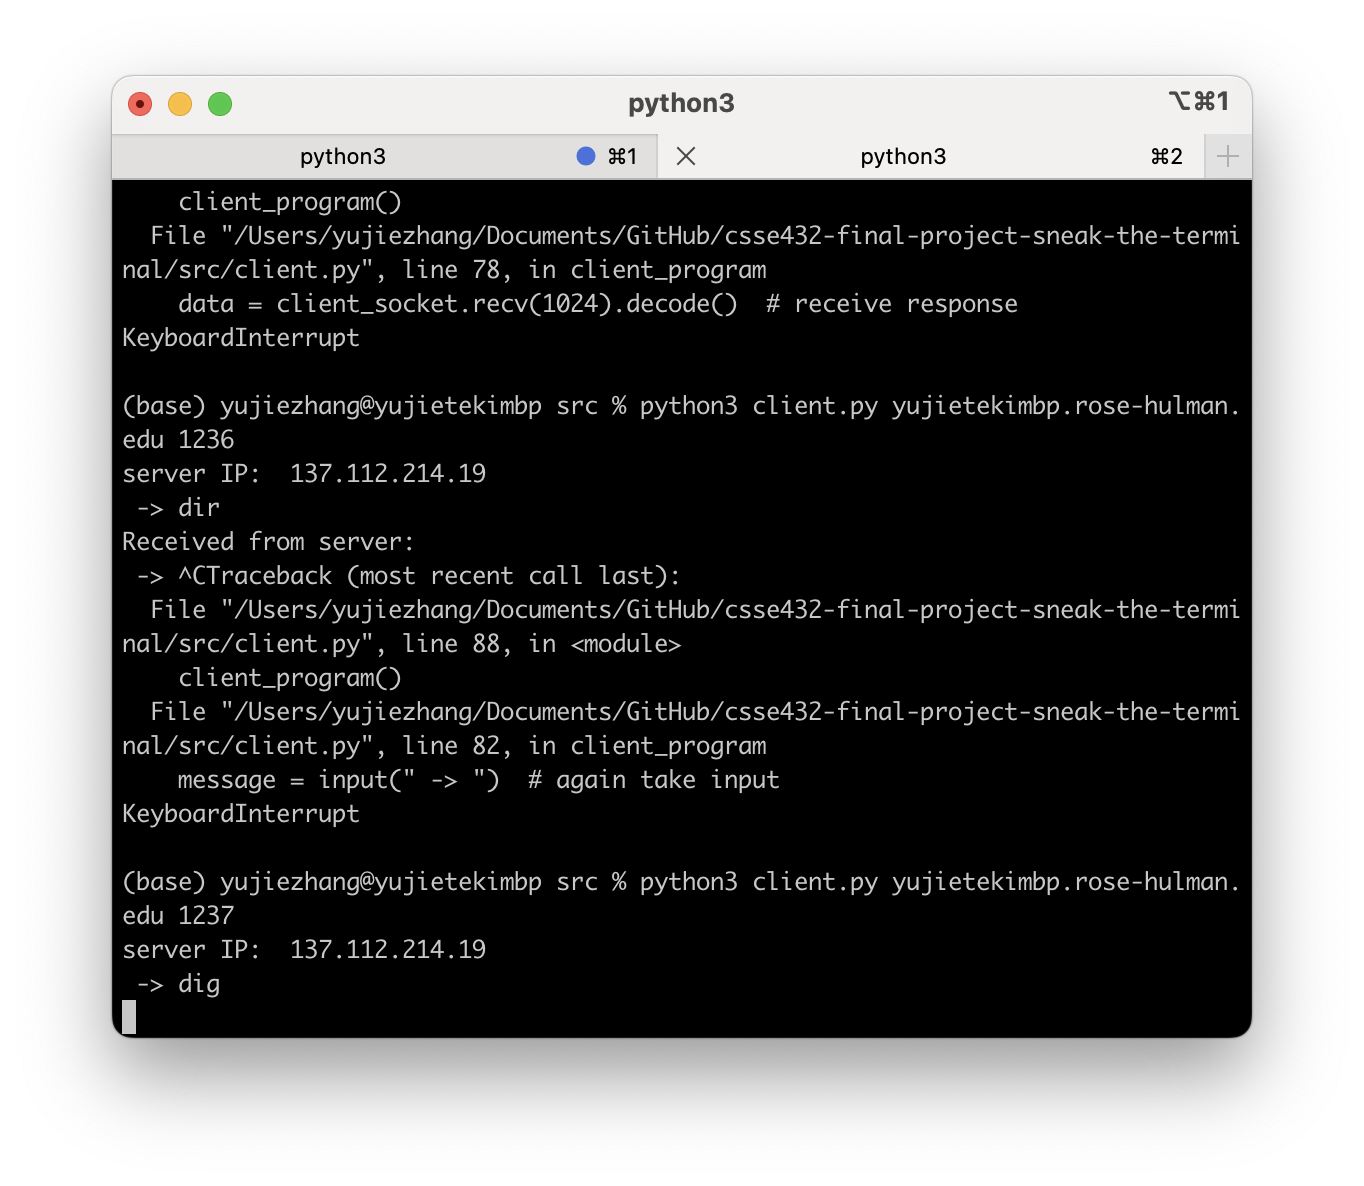 python3
⌥⌘1
python3 ⌘1 python3 ⌘2
    client_program()
  File "/Users/yujiezhang/Documents/GitHub/csse432-final-project-sneak-the-termi
nal/src/client.py", line 78, in client_program
    data = client_socket.recv(1024).decode()  # receive response
KeyboardInterrupt

(base) yujiezhang@yujietekimbp src % python3 client.py yujietekimbp.rose-hulman.
edu 1236
server IP:  137.112.214.19
 -> dir
Received from server:
 -> ^CTraceback (most recent call last):
  File "/Users/yujiezhang/Documents/GitHub/csse432-final-project-sneak-the-termi
nal/src/client.py", line 88, in <module>
    client_program()
  File "/Users/yujiezhang/Documents/GitHub/csse432-final-project-sneak-the-termi
nal/src/client.py", line 82, in client_program
    message = input(" -> ")  # again take input
KeyboardInterrupt

(base) yujiezhang@yujietekimbp src % python3 client.py yujietekimbp.rose-hulman.
edu 1237
server IP:  137.112.214.19
 -> dig